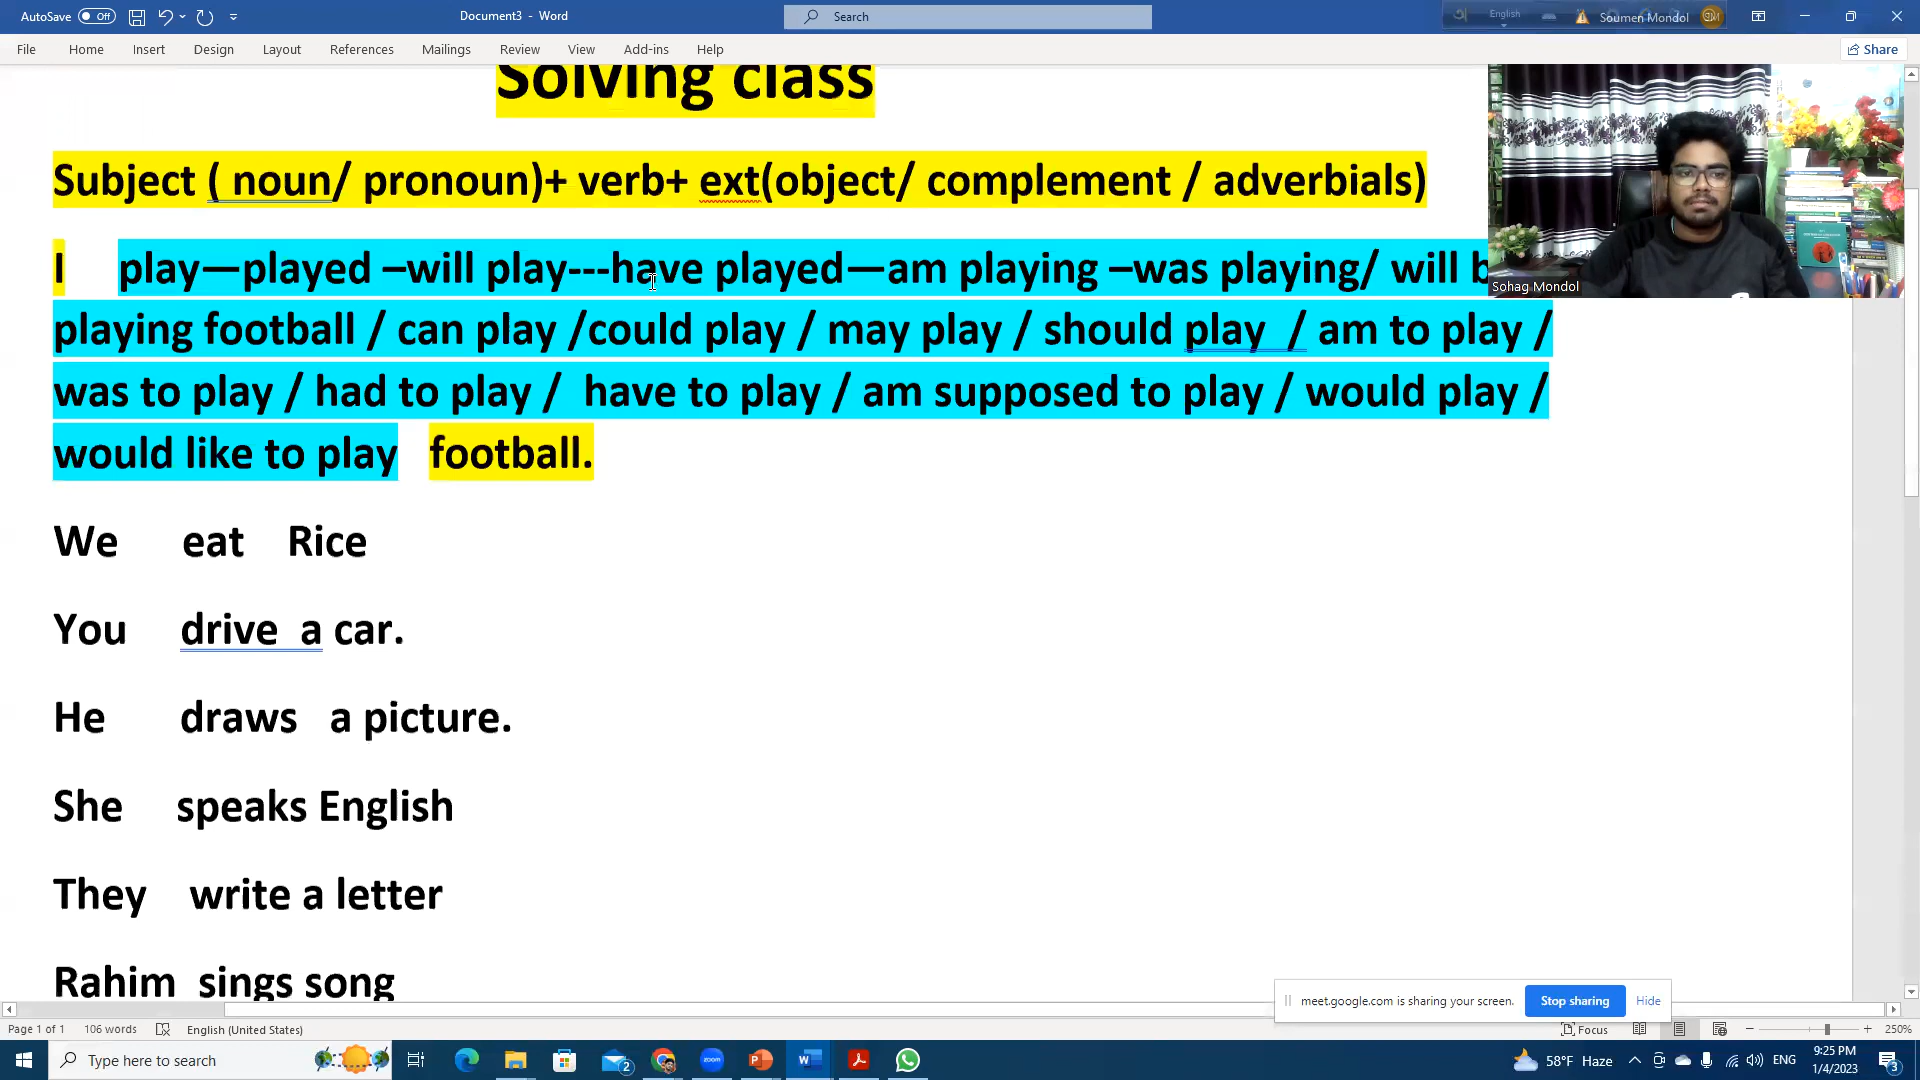 AutoSave Off Document3 - Word Search English Soumen Mondol SM
File Home Insert Design Layout References Mailings Review View Add-ins Help Share
Solving class
Subject ( noun/ pronoun)+ verb+ ext(object/ complement / adverbials)
I play—played –will play---have played—am playing –was playing/ will b
Sohag Mondol
playing football / can play /could play / may play / should play / am to play /
was to play / had to play / have to play / am supposed to play / would play /
would like to play football.
We eat Rice
You drive a car.
He draws a picture.
She speaks English
They write a letter
Rahim sings song
meet.google.com is sharing your screen. Stop sharing Hide
Page 1 of 1 106 words English (United States) Focus 250%
Type here to search 2 zoom P W 58°F Haze ENG 9:25 PM
1/4/2023 3